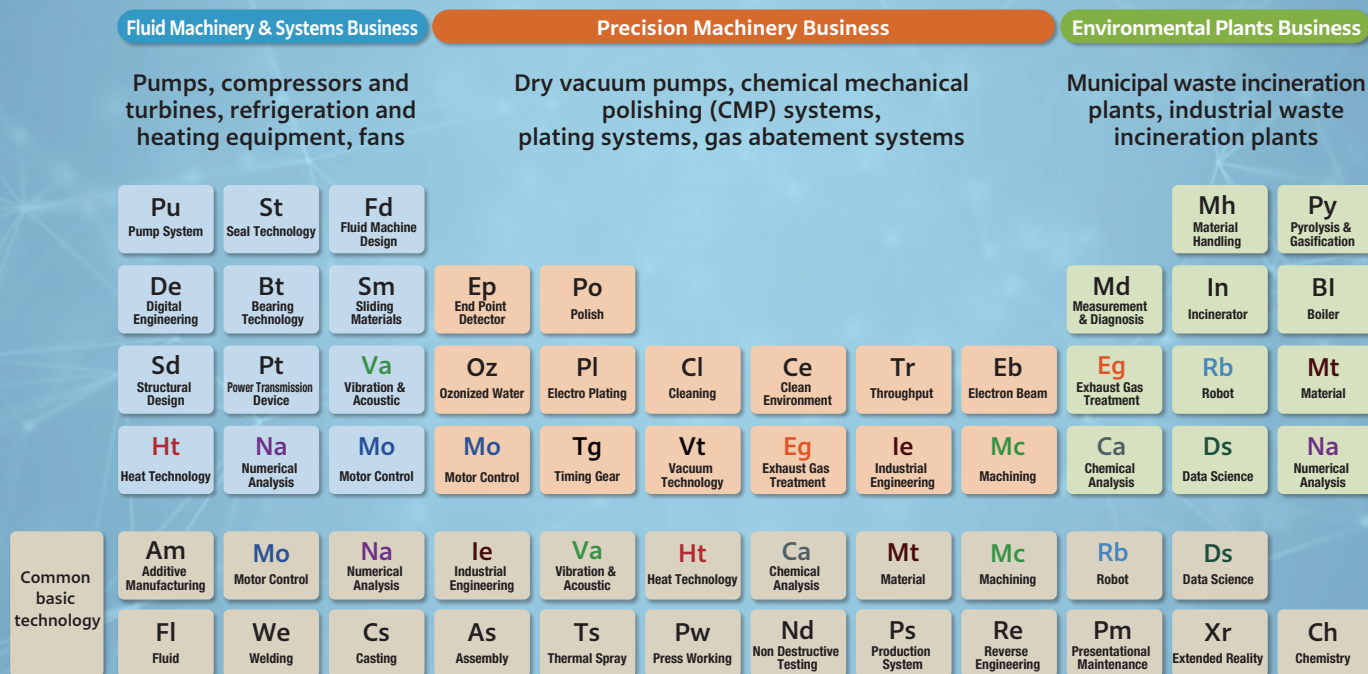 Fluid Machinery & Systems Business
Precision Machinery Business
Environmental Plants Business
Pumps, compressors and
turbines, refrigeration and
heating equipment, fans
Dry vacuum pumps, chemical mechanical
polishing (CMP) systems,
plating systems, gas abatement systems
Municipal waste incineration
plants, industrial waste
incineration plants
Pu
Pump System
St
Seal Technology
Fd
Fluid Machine
Design
Mh
Material
Handling
Py
Pyrolysis &
Gasification
De
Digital
Engineering
Bt
Bearing
Technology
Sm
Sliding
Materials
Ep
End Point
Detector
Po
Polish
Md
Measurement
& Diagnosis
In
Incinerator
Bl
Boiler
Sd
Structural
Design
Pt
Power Transmission
Device
Va
Vibration &
Acoustic
Oz
Ozonized Water
Pl
Electro Plating
Cl
Cleaning
Ce
Clean
Environment
Tr
Throughput
Eb
Electron Beam
Eg
Exhaust Gas
Treatment
Rb
Robot
Mt
Material
Ht
Heat Technology
Na
Numerical
Analysis
Mo
Motor Control
Mo
Motor Control
Tg
Timing Gear
Vt
Vacuum
Technology
Eg
Exhaust Gas
Treatment
Ie
Industrial
Engineering
Mc
Machining
Ca
Chemical
Analysis
Ds
Data Science
Na
Numerical
Analysis
Common
basic
technology
Am
Additive
Manufacturing
Mo
Motor Control
Na
Numerical
Analysis
Ie
Industrial
Engineering
Va
Vibration &
Acoustic
Ht
Heat Technology
Ca
Chemical
Analysis
Mt
Material
Mc
Machining
Rb
Robot
Ds
Data Science
Fl
Fluid
We
Welding
Cs
Casting
As
Assembly
Ts
Thermal Spray
Pw
Press Working
Nd
Non Destructive
Testing
Ps
Production
System
Re
Reverse
Engineering
Pm
Presentational
Maintenance
Xr
Extended Reality
Ch
Chemistry